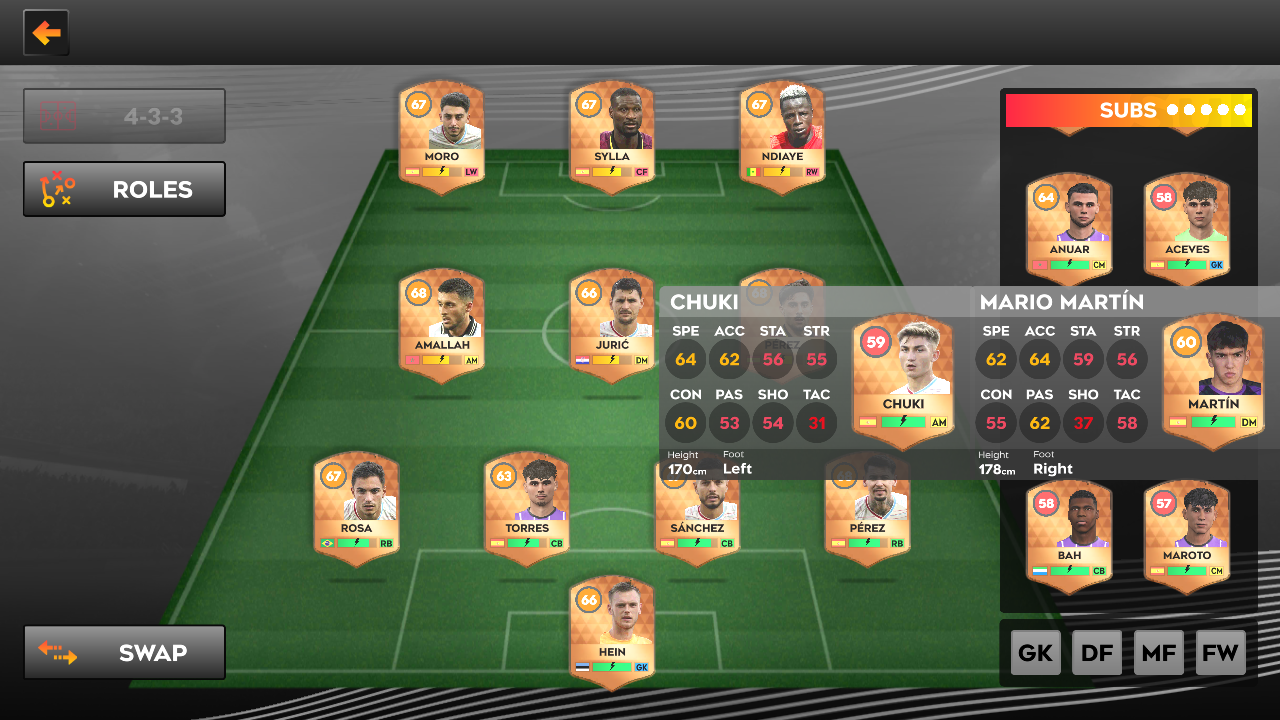 4-3-3
ROLES
SWAP
67
MORO
LW
67
SYLLA
CF
67
NDIAYE
RW
68
AMALLAH
AM
66
JURIĆ
DM
PÉREZ
67
ROSA
RB
63
TORRES
CB
SÁNCHEZ
CB
PÉREZ
RB
66
HEIN
GK
SUBS
64
ANUAR
CM
58
ACEVES
GK
CHUKI
SPE ACC STA STR
64 62 56 55
CON PAS SHO TAC
60 53 54 31
Height Foot
170cm Left
59
CHUKI
AM
MARIO MARTÍN
SPE ACC STA STR
62 64 59 56
CON PAS SHO TAC
55 62 37 58
Height Foot
178cm Right
60
MARTÍN
DM
58
BAH
CB
57
MAROTO
CM
GK DF MF FW